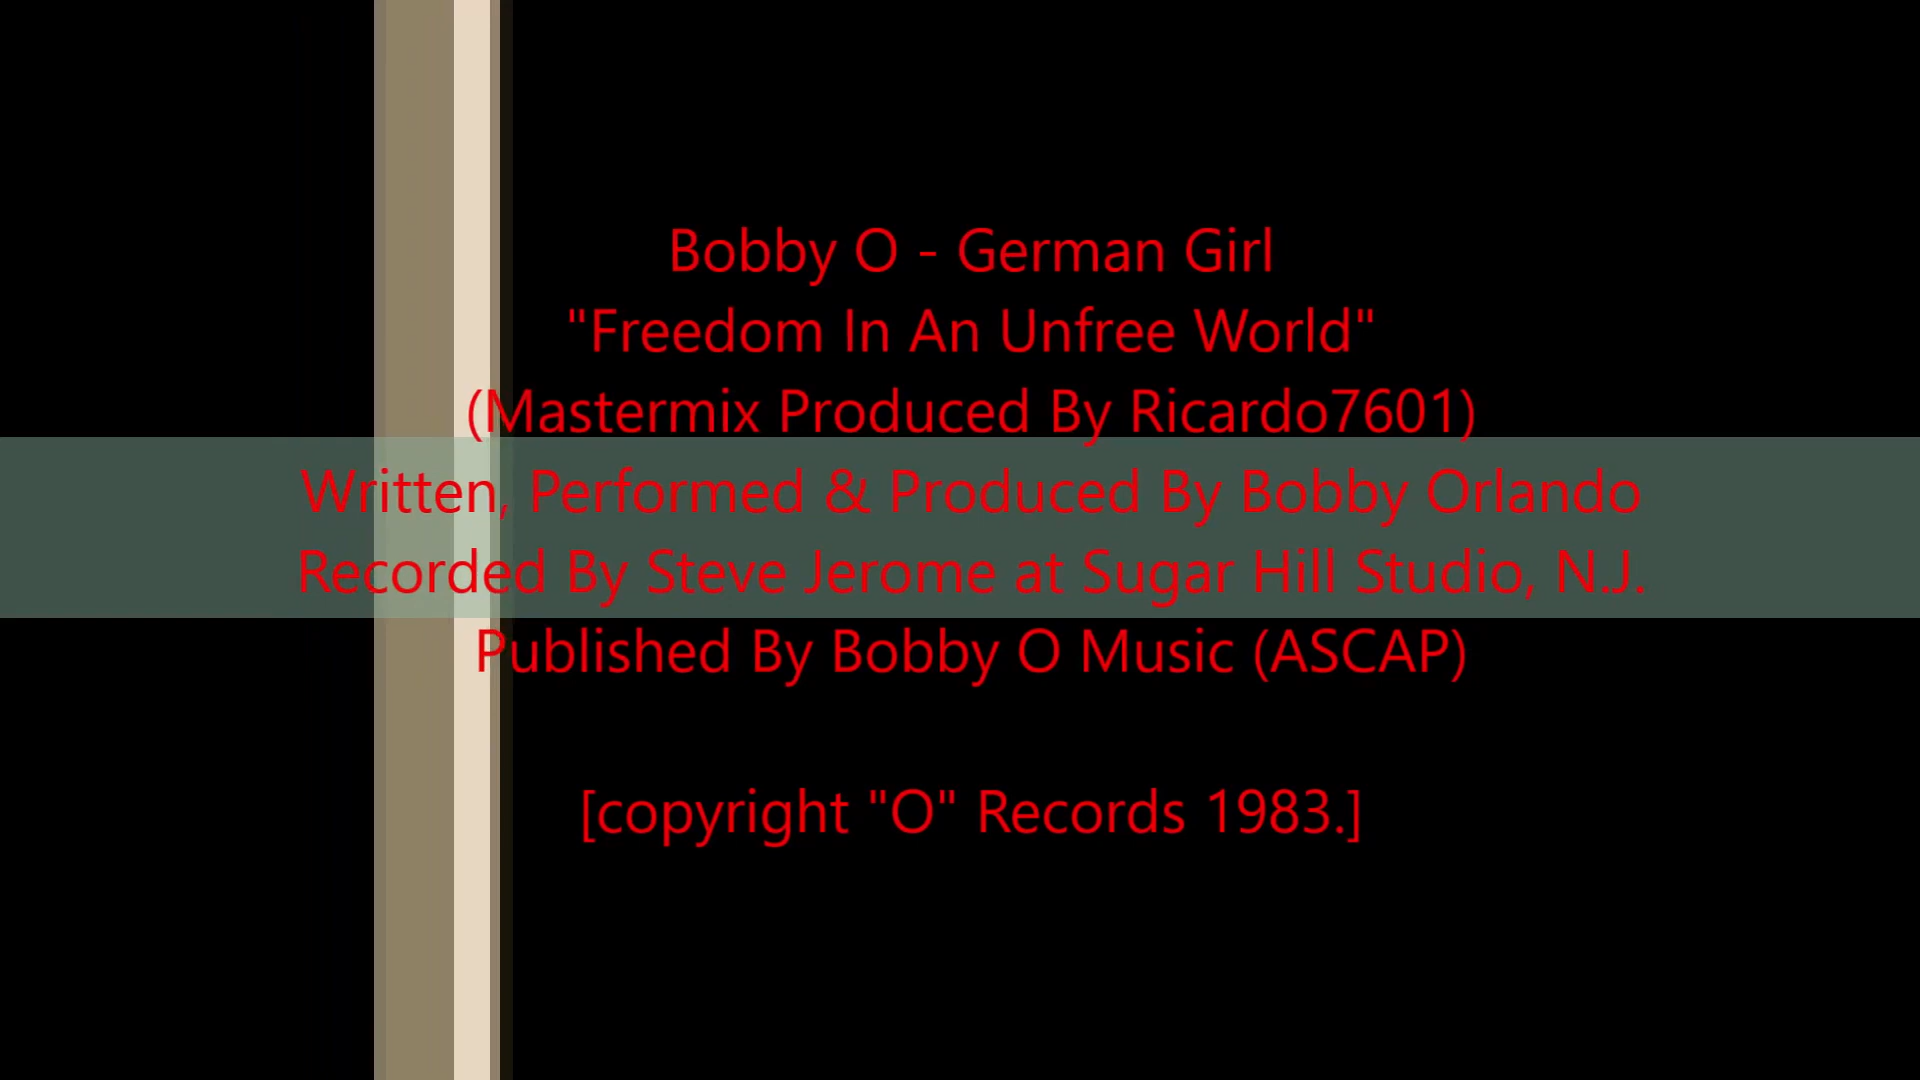 Bobby O - German Girl
"Freedom In An Unfree World"
(Mastermix Produced By Ricardo7601)
Written, Performed & Produced By Bobby Orlando
Recorded By Steve Jerome at Sugar Hill Studio, N.J.
Published By Bobby O Music (ASCAP)
[copyright "O" Records 1983.]